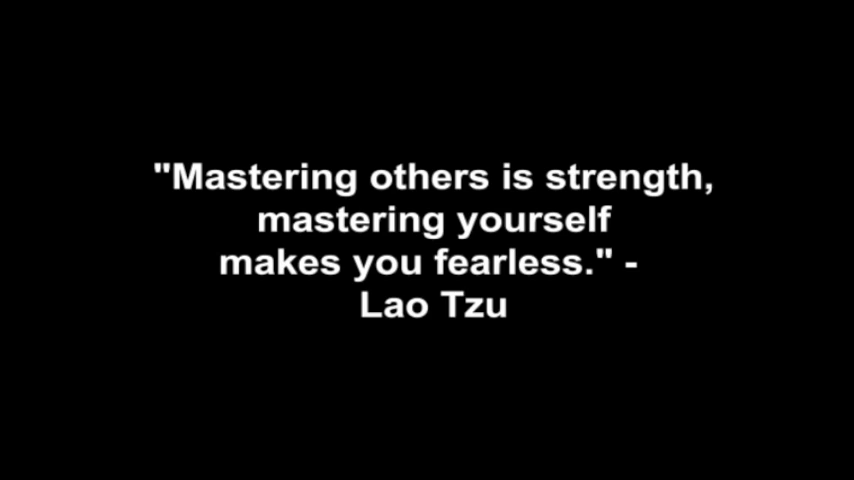 "Mastering others is strength,
mastering yourself
makes you fearless." -
Lao Tzu